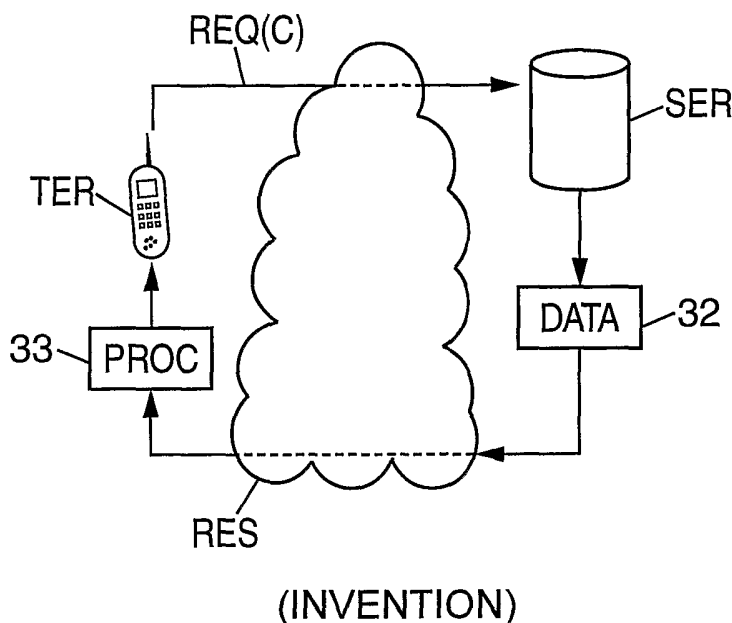 REQ(C)
SER
TER
DATA
32
33
PROC
RES
(INVENTION)